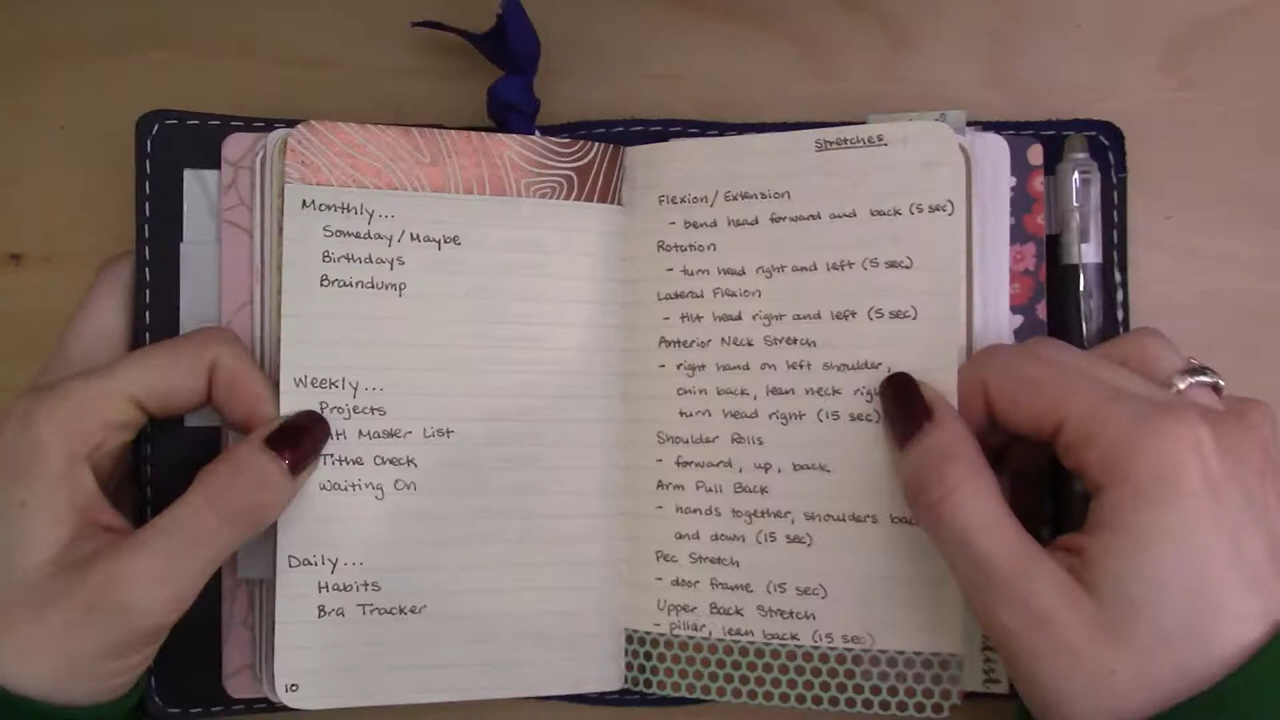 Monthly...
Someday/Maybe
Birthdays
Braindump
Weekly...
Projects
Master List
Tithe Check
Waiting On
Daily...
Habits
Bra Tracker
10
Stretches
Flexion/Extension
- bend head forward and back (5 sec)
Rotation
- turn head right and left (5 sec)
Lateral Flexion
- tilt head right and left (5 sec)
Anterior Neck Stretch
- right hand on left shoulder,
chin back, lean neck
turn head right (15 sec)
Shoulder Rolls
- forward, up, back
Arm Pull Back
- hands together, shoulders
and down (15 sec)
Pec Stretch
- door frame (15 sec)
Upper Back Stretch
- pillar, lean back (15 sec)